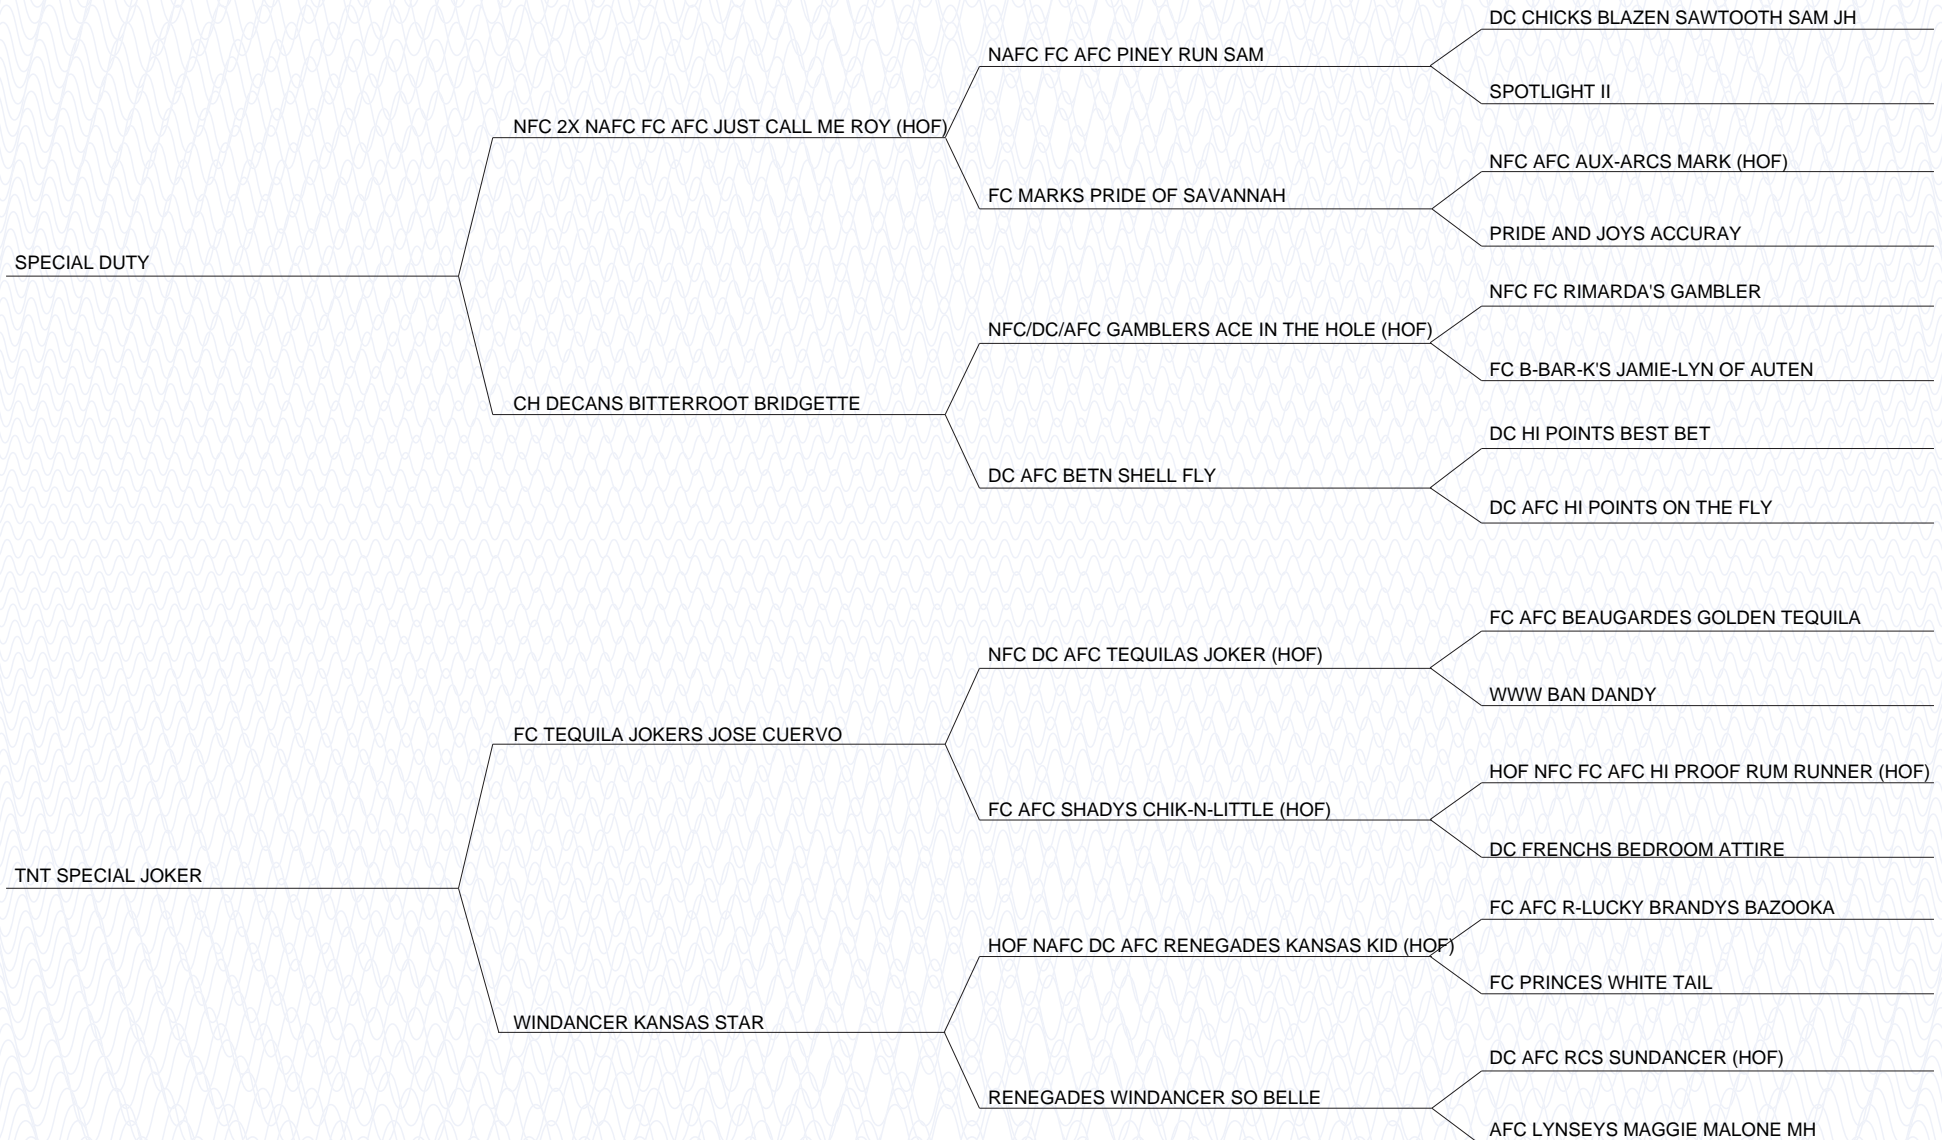 DC CHICKS BLAZEN SAWTOOTH SAM JH
NAFC FC AFC PINEY RUN SAM
SPOTLIGHT II
NFC 2X NAFC FC AFC JUST CALL ME ROY (HOF)
NFC AFC AUX-ARCS MARK (HOF)
FC MARKS PRIDE OF SAVANNAH
PRIDE AND JOYS ACCURAY
SPECIAL DUTY
NFC FC RIMARDA'S GAMBLER
NFC/DC/AFC GAMBLERS ACE IN THE HOLE (HOF)
FC B-BAR-K'S JAMIE-LYN OF AUTEN
CH DECANS BITTERROOT BRIDGETTE
DC HI POINTS BEST BET
DC AFC BETN SHELL FLY
DC AFC HI POINTS ON THE FLY
FC AFC BEAUGARDES GOLDEN TEQUILA
NFC DC AFC TEQUILAS JOKER (HOF)
WWW BAN DANDY
FC TEQUILA JOKERS JOSE CUERVO
HOF NFC FC AFC HI PROOF RUM RUNNER (HOF)
FC AFC SHADYS CHIK-N-LITTLE (HOF)
DC FRENCHS BEDROOM ATTIRE
TNT SPECIAL JOKER
FC AFC R-LUCKY BRANDYS BAZOOKA
HOF NAFC DC AFC RENEGADES KANSAS KID (HOF)
FC PRINCES WHITE TAIL
WINDANCER KANSAS STAR
DC AFC RCS SUNDANCER (HOF)
RENEGADES WINDANCER SO BELLE
AFC LYNSEYS MAGGIE MALONE MH